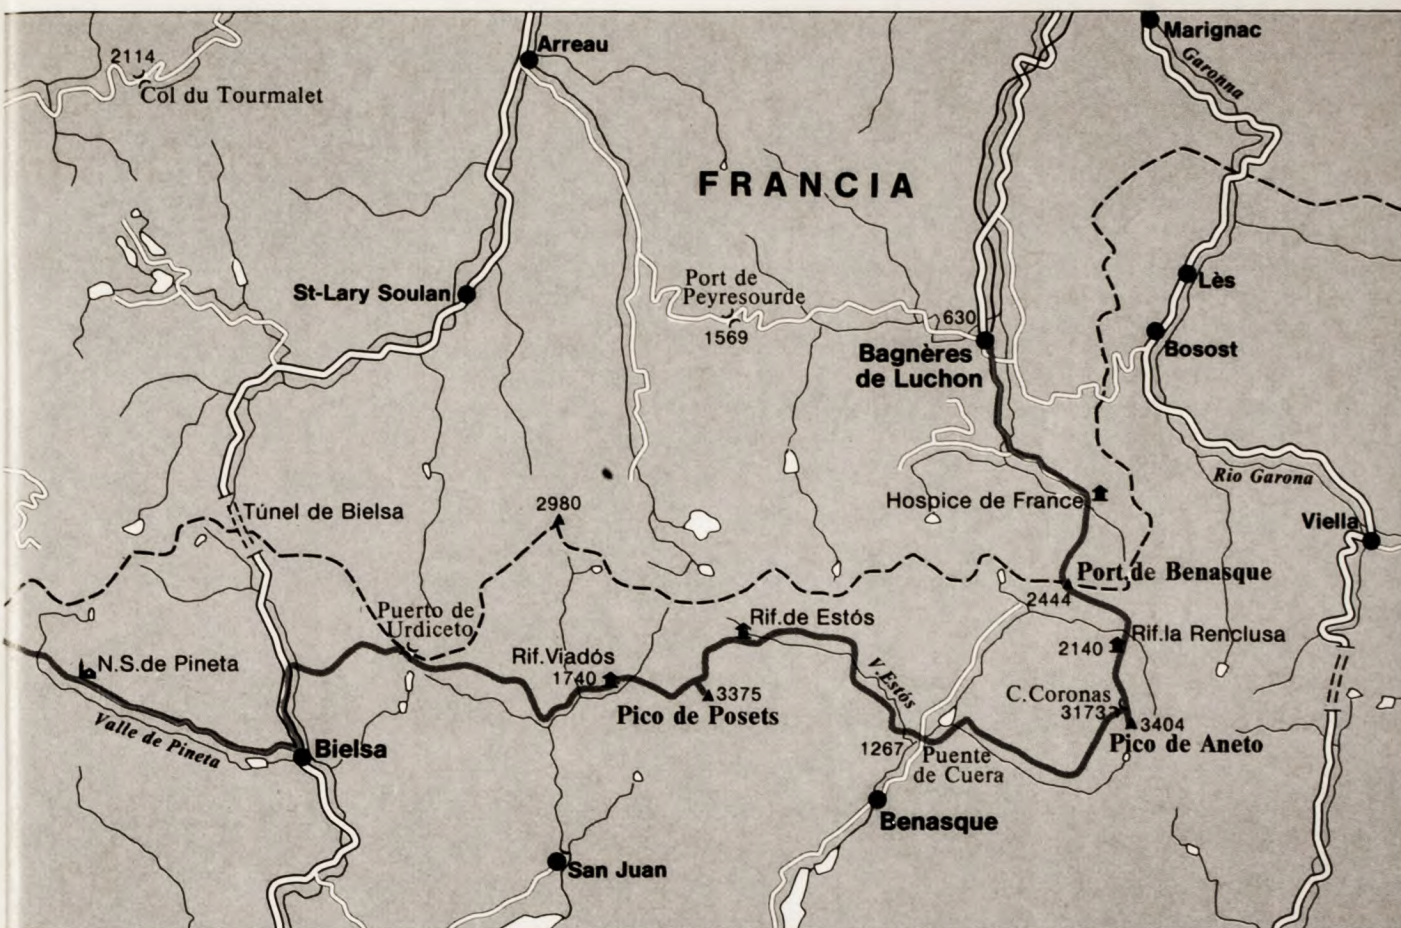 Marignac
Arreau
2114
Col du Tourmalet
Garonna
FRANCIA
St-Lary Soulan
Port de
Peyresourde
1569
Lès
630
Bagnères
de Luchon
Bosost
Rio Garona
Hospice de France
Túnel de Bielsa
2980
Viella
Port de Benasque
2444
Puerto de
Urdiceto
Rif.de Estós
Rif.la Renclusa
2140
N.S.de Pineta
Rif.Viadós
1740
3375
Pico de Posets
V.Estós
C.Coronas
3173
3404
Pico de Aneto
Valle de Pineta
Bielsa
1267
Puente
de Cuera
Benasque
San Juan